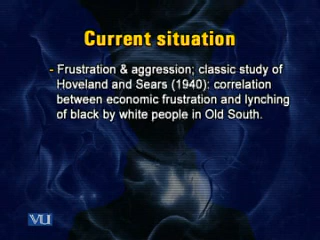 Current situation
- Frustration & aggression; classic study of
Hoveland and Sears (1940): correlation
between economic frustration and lynching
of black by white people in Old South.
VU